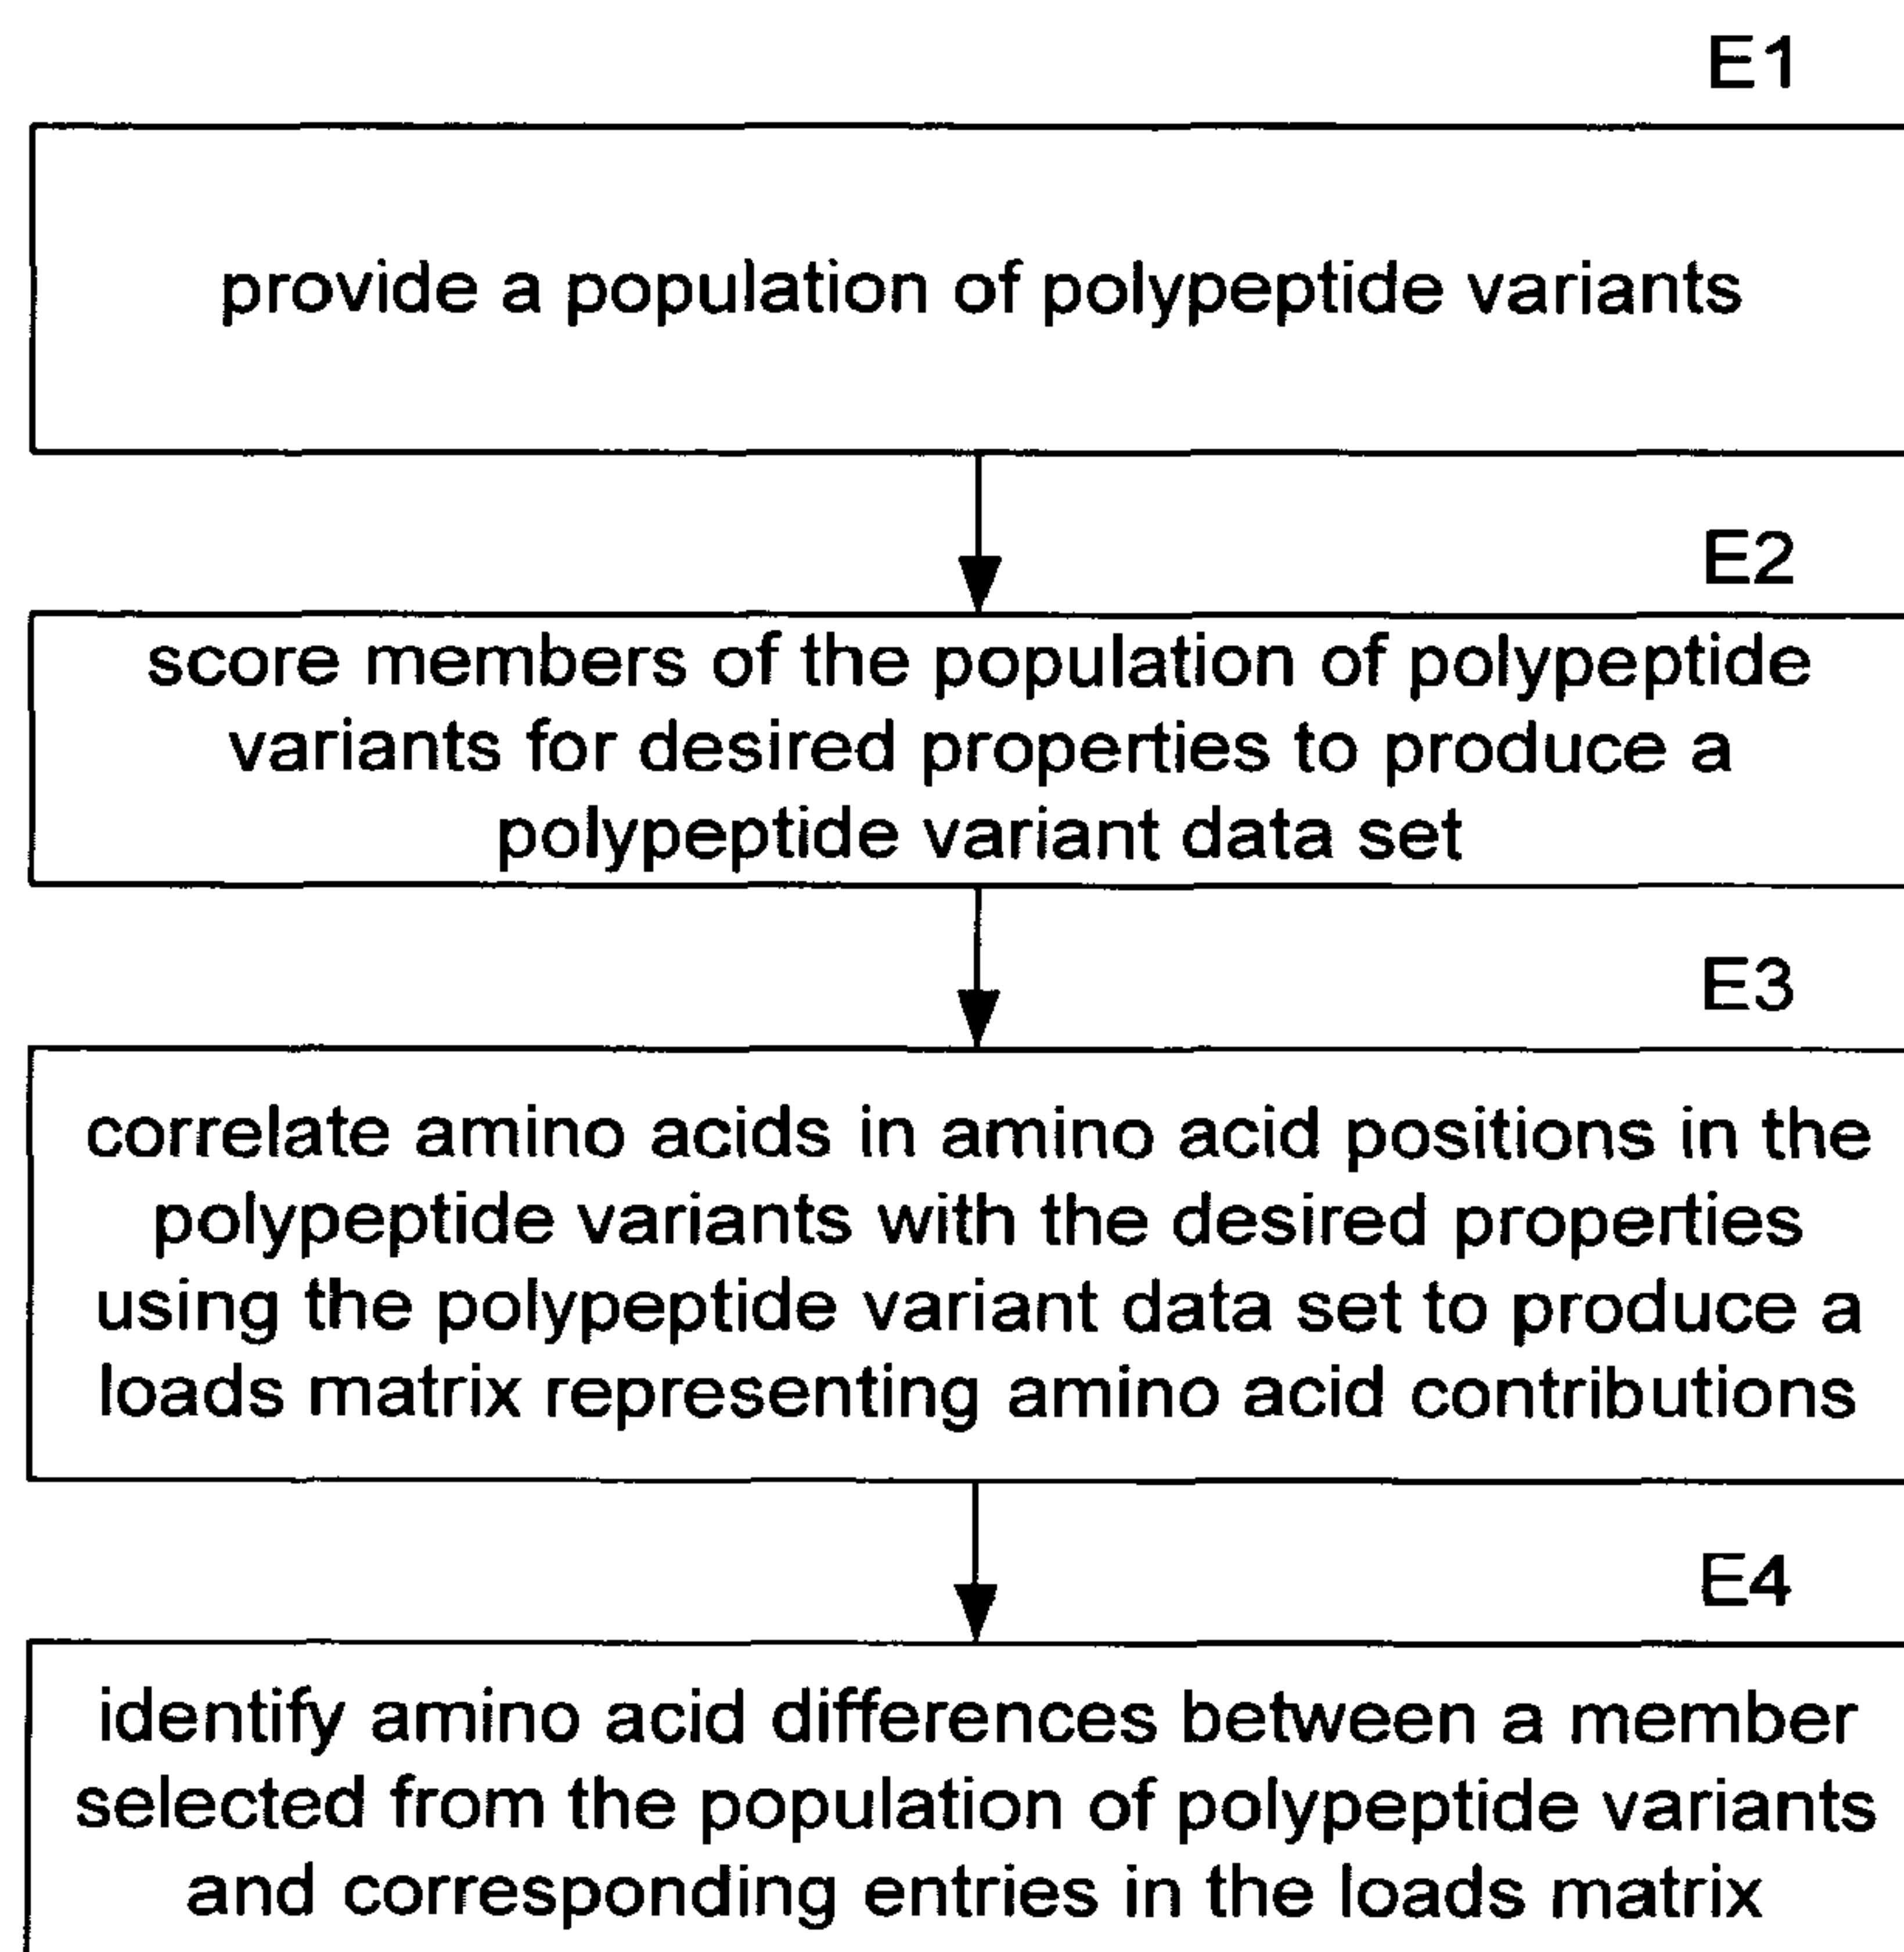 E1
provide a population of polypeptide variants
E2
score members of the population of polypeptide
variants for desired properties to produce a
polypeptide variant data set
E3
correlate amino acids in amino acid positions in the
polypeptide variants with the desired properties
using the polypeptide variant data set to produce a
loads matrix representing amino acid contributions
E4
identify amino acid differences between a member
selected from the population of polypeptide variants
and corresponding entries in the loads matrix